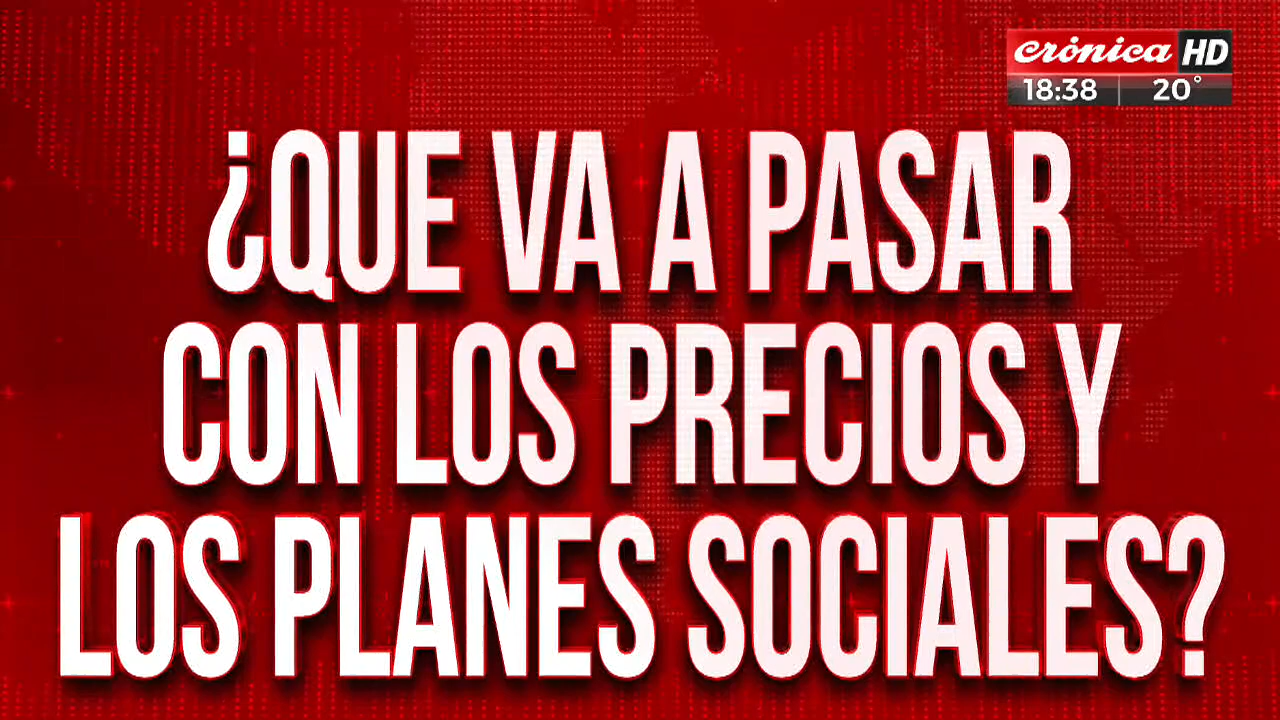 crónica HD
18:38 20°
¿QUE VA A PASAR
CON LOS PRECIOS Y
LOS PLANES SOCIALES?